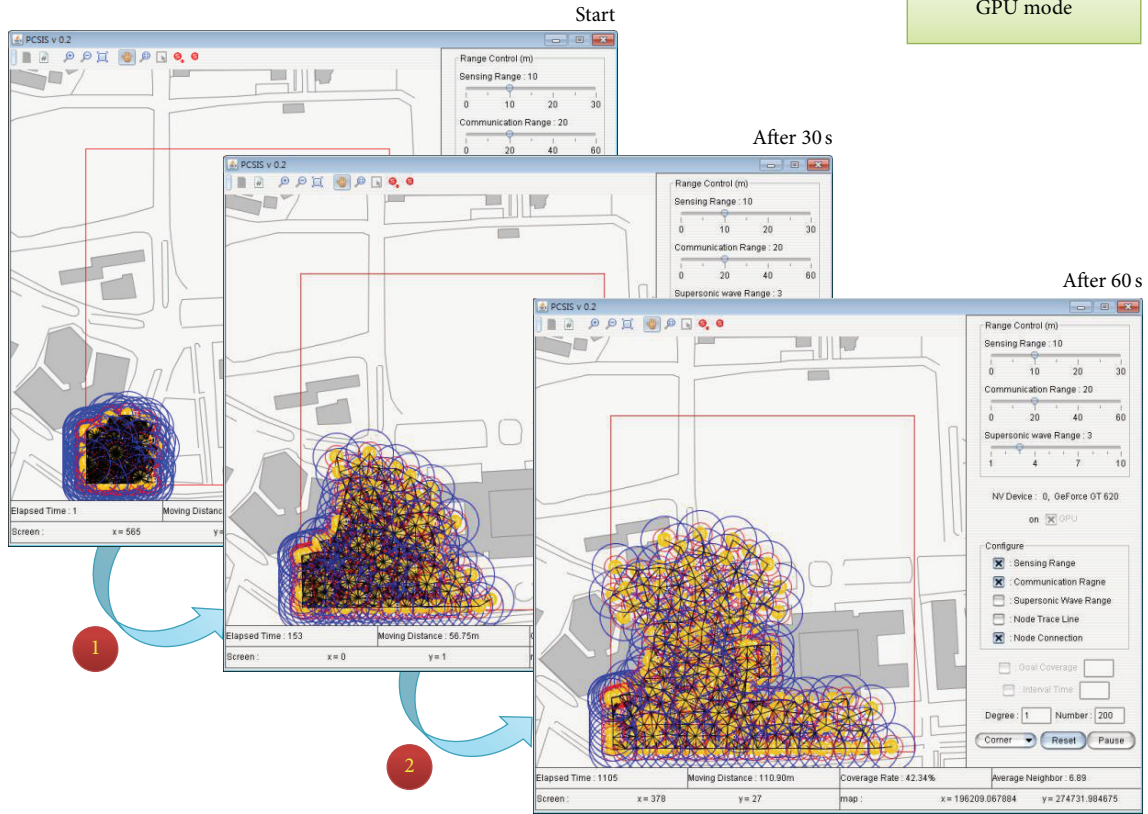 GPU mode
Start
PCSIS v 0.2
Range Control (m)
Sensing Range : 10
0 10 20 30
Communication Range : 20
0 20 40 60
Elapsed Time : 1
Moving Distanc
Screen :
x = 565
y=
1
After 30 s
PCSIS v 0.2
Range Control (m)
Sensing Range : 10
0 10 20 30
Communication Range : 20
0 20 40 60
Supersonic wave Range : 3
Elapsed Time : 153
Moving Distance : 56.75m
Screen :
x = 0
y = 1
2
After 60 s
PCSIS v 0.2
Range Control (m)
Sensing Range : 10
0 10 20 30
Communication Range : 20
0 20 40 60
Supersonic wave Range : 3
1 4 7 10
NV Device : 0, GeForce GT 620
on GPU
Configure
: Sensing Range
: Communication Ragne
: Supersonic Wave Range
: Node Trace Line
: Node Connection
: Goal Coverage
: Interval Time
Degree : 1 Number : 200
Corner Reset Pause
Elapsed Time : 1105
Moving Distance : 110.90m
Coverage Rate : 42.34%
Average Neighbor : 6.89
Screen :
x = 378
y = 27
map :
x = 196209.067884
y = 274731.984675